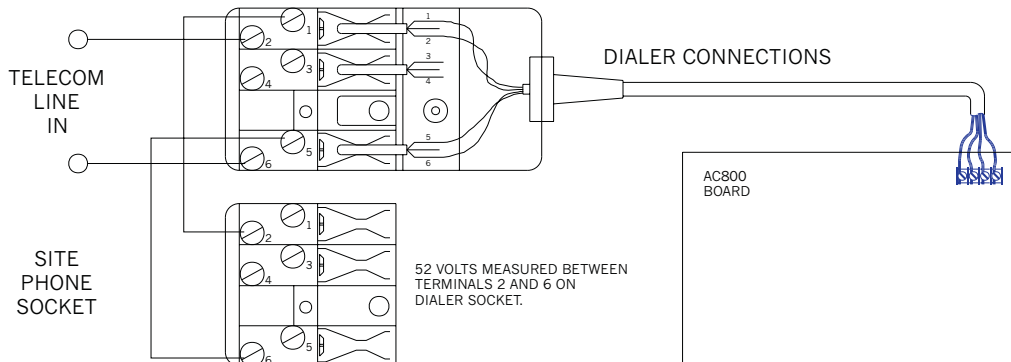 1
2
1
2
3
4
3
4
5
6
5
6
TELECOM
LINE
IN
DIALER CONNECTIONS
AC800
BOARD
1
2
3
4
5
6
SITE
PHONE
SOCKET
52 VOLTS MEASURED BETWEEN
TERMINALS 2 AND 6 ON
DIALER SOCKET.